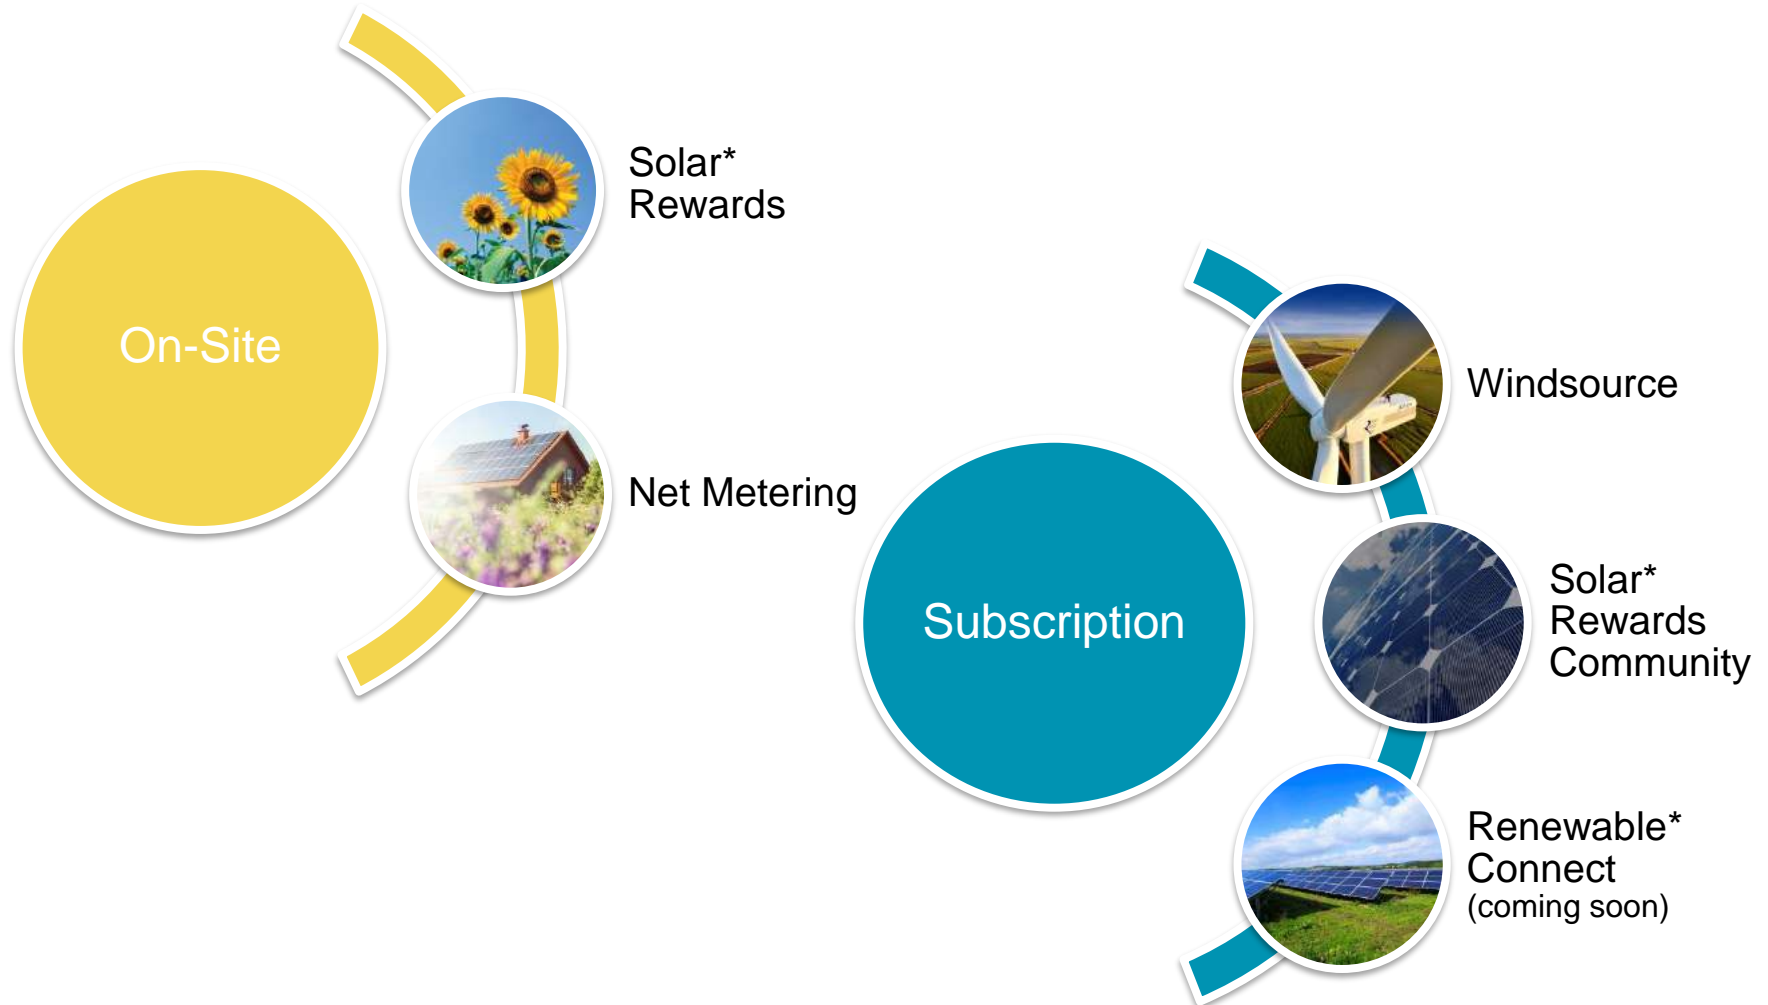 On-Site
Solar*
Rewards
Net Metering
Subscription
Windsource
Solar*
Rewards
Community
Renewable*
Connect
(coming soon)